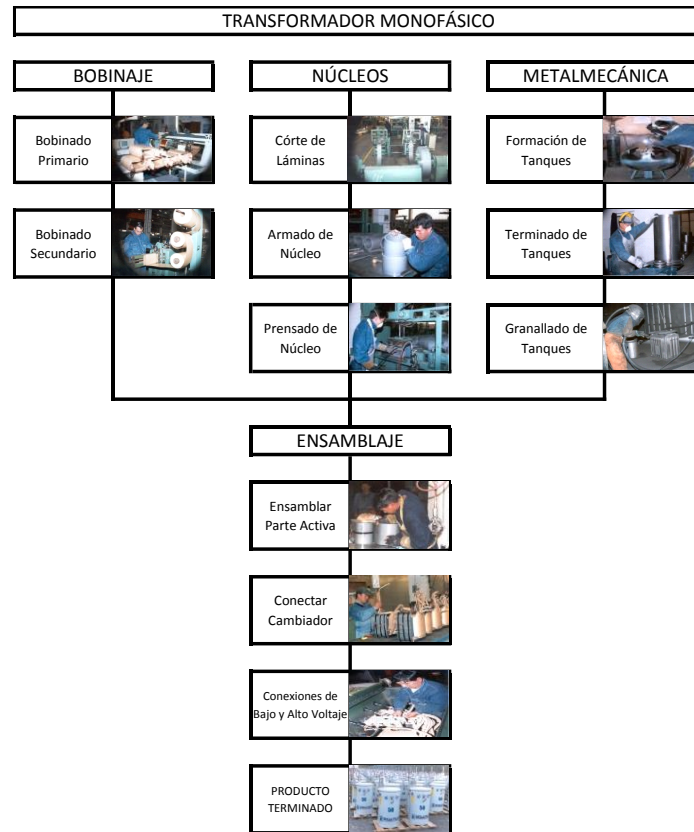 TRANSFORMADOR MONOFÁSICO
BOBINAJE
Bobinado
Primario
Bobinado
Secundario
NÚCLEOS
Córte de
Láminas
Armado de
Núcleo
Prensado de
Núcleo
METALMECÁNICA
Formación de
Tanques
Terminado de
Tanques
Granallado de
Tanques
ENSAMBLAJE
Ensamblar
Parte Activa
Conectar
Cambiador
Conexiones de
Bajo y Alto Voltaje
PRODUCTO
TERMINADO